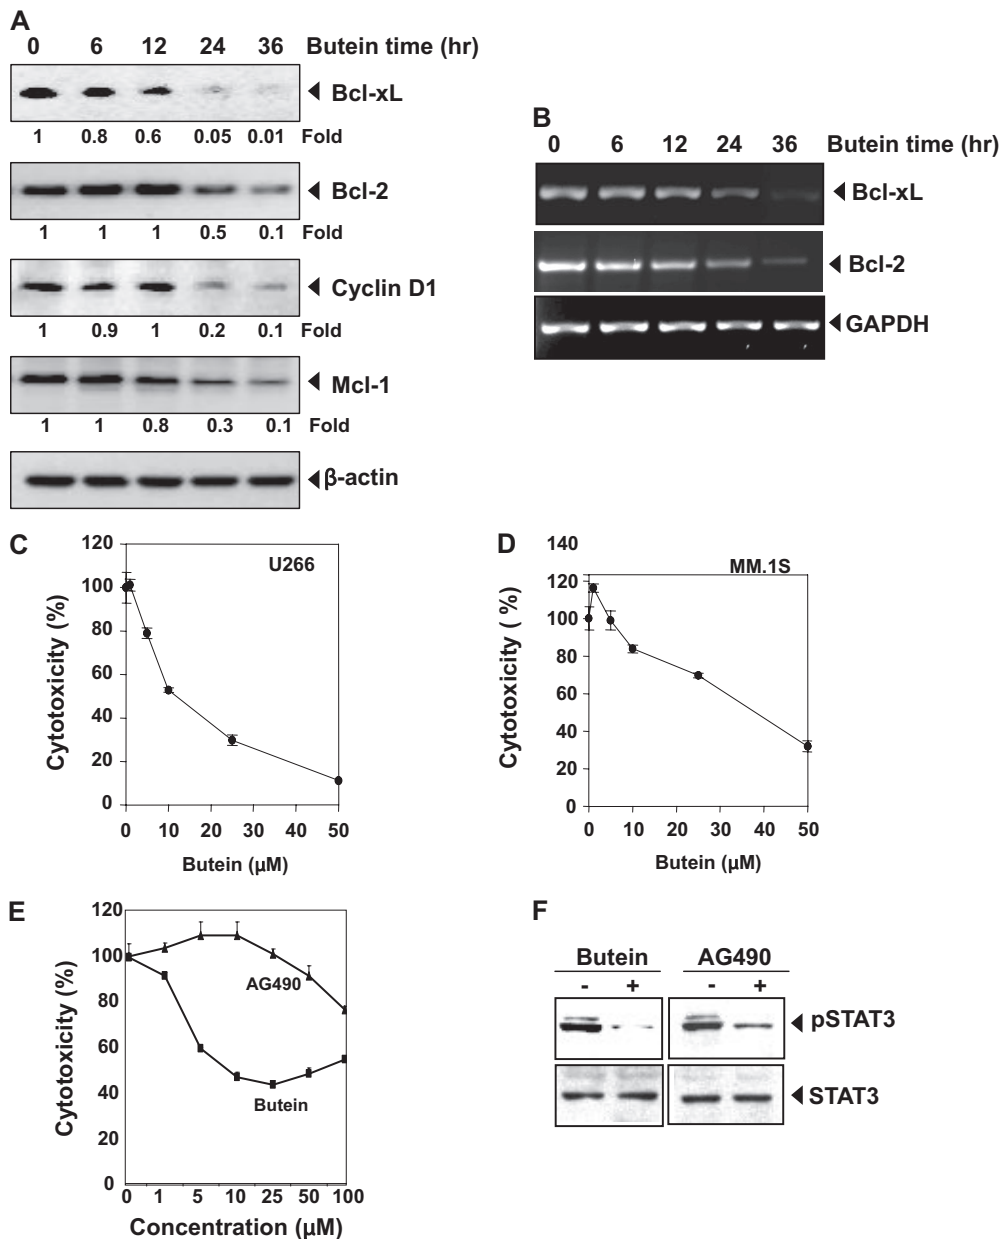 A
0 6 12 24 36 Butein time (hr)
Bcl-xL
1 0.8 0.6 0.05 0.01 Fold
Bcl-2
1 1 1 0.5 0.1 Fold
Cyclin D1
1 0.9 1 0.2 0.1 Fold
Mcl-1
1 1 0.8 0.3 0.1 Fold
β-actin
B
0 6 12 24 36 Butein time (hr)
Bcl-xL
Bcl-2
GAPDH
C
U266
Cytotoxicity (%)
120
100
80
60
40
20
0
0 10 20 30 40 50
Butein (µM)
D
MM.1S
Cytotoxicity ( %)
140
120
100
80
60
40
20
0
0 10 20 30 40 50
Butein (µM)
E
Cytotoxicity (%)
120
100
80
60
40
20
0
AG490
Butein
0 1 5 10 25 50 100
Concentration (µM)
F
Butein AG490
- + - +
pSTAT3
STAT3